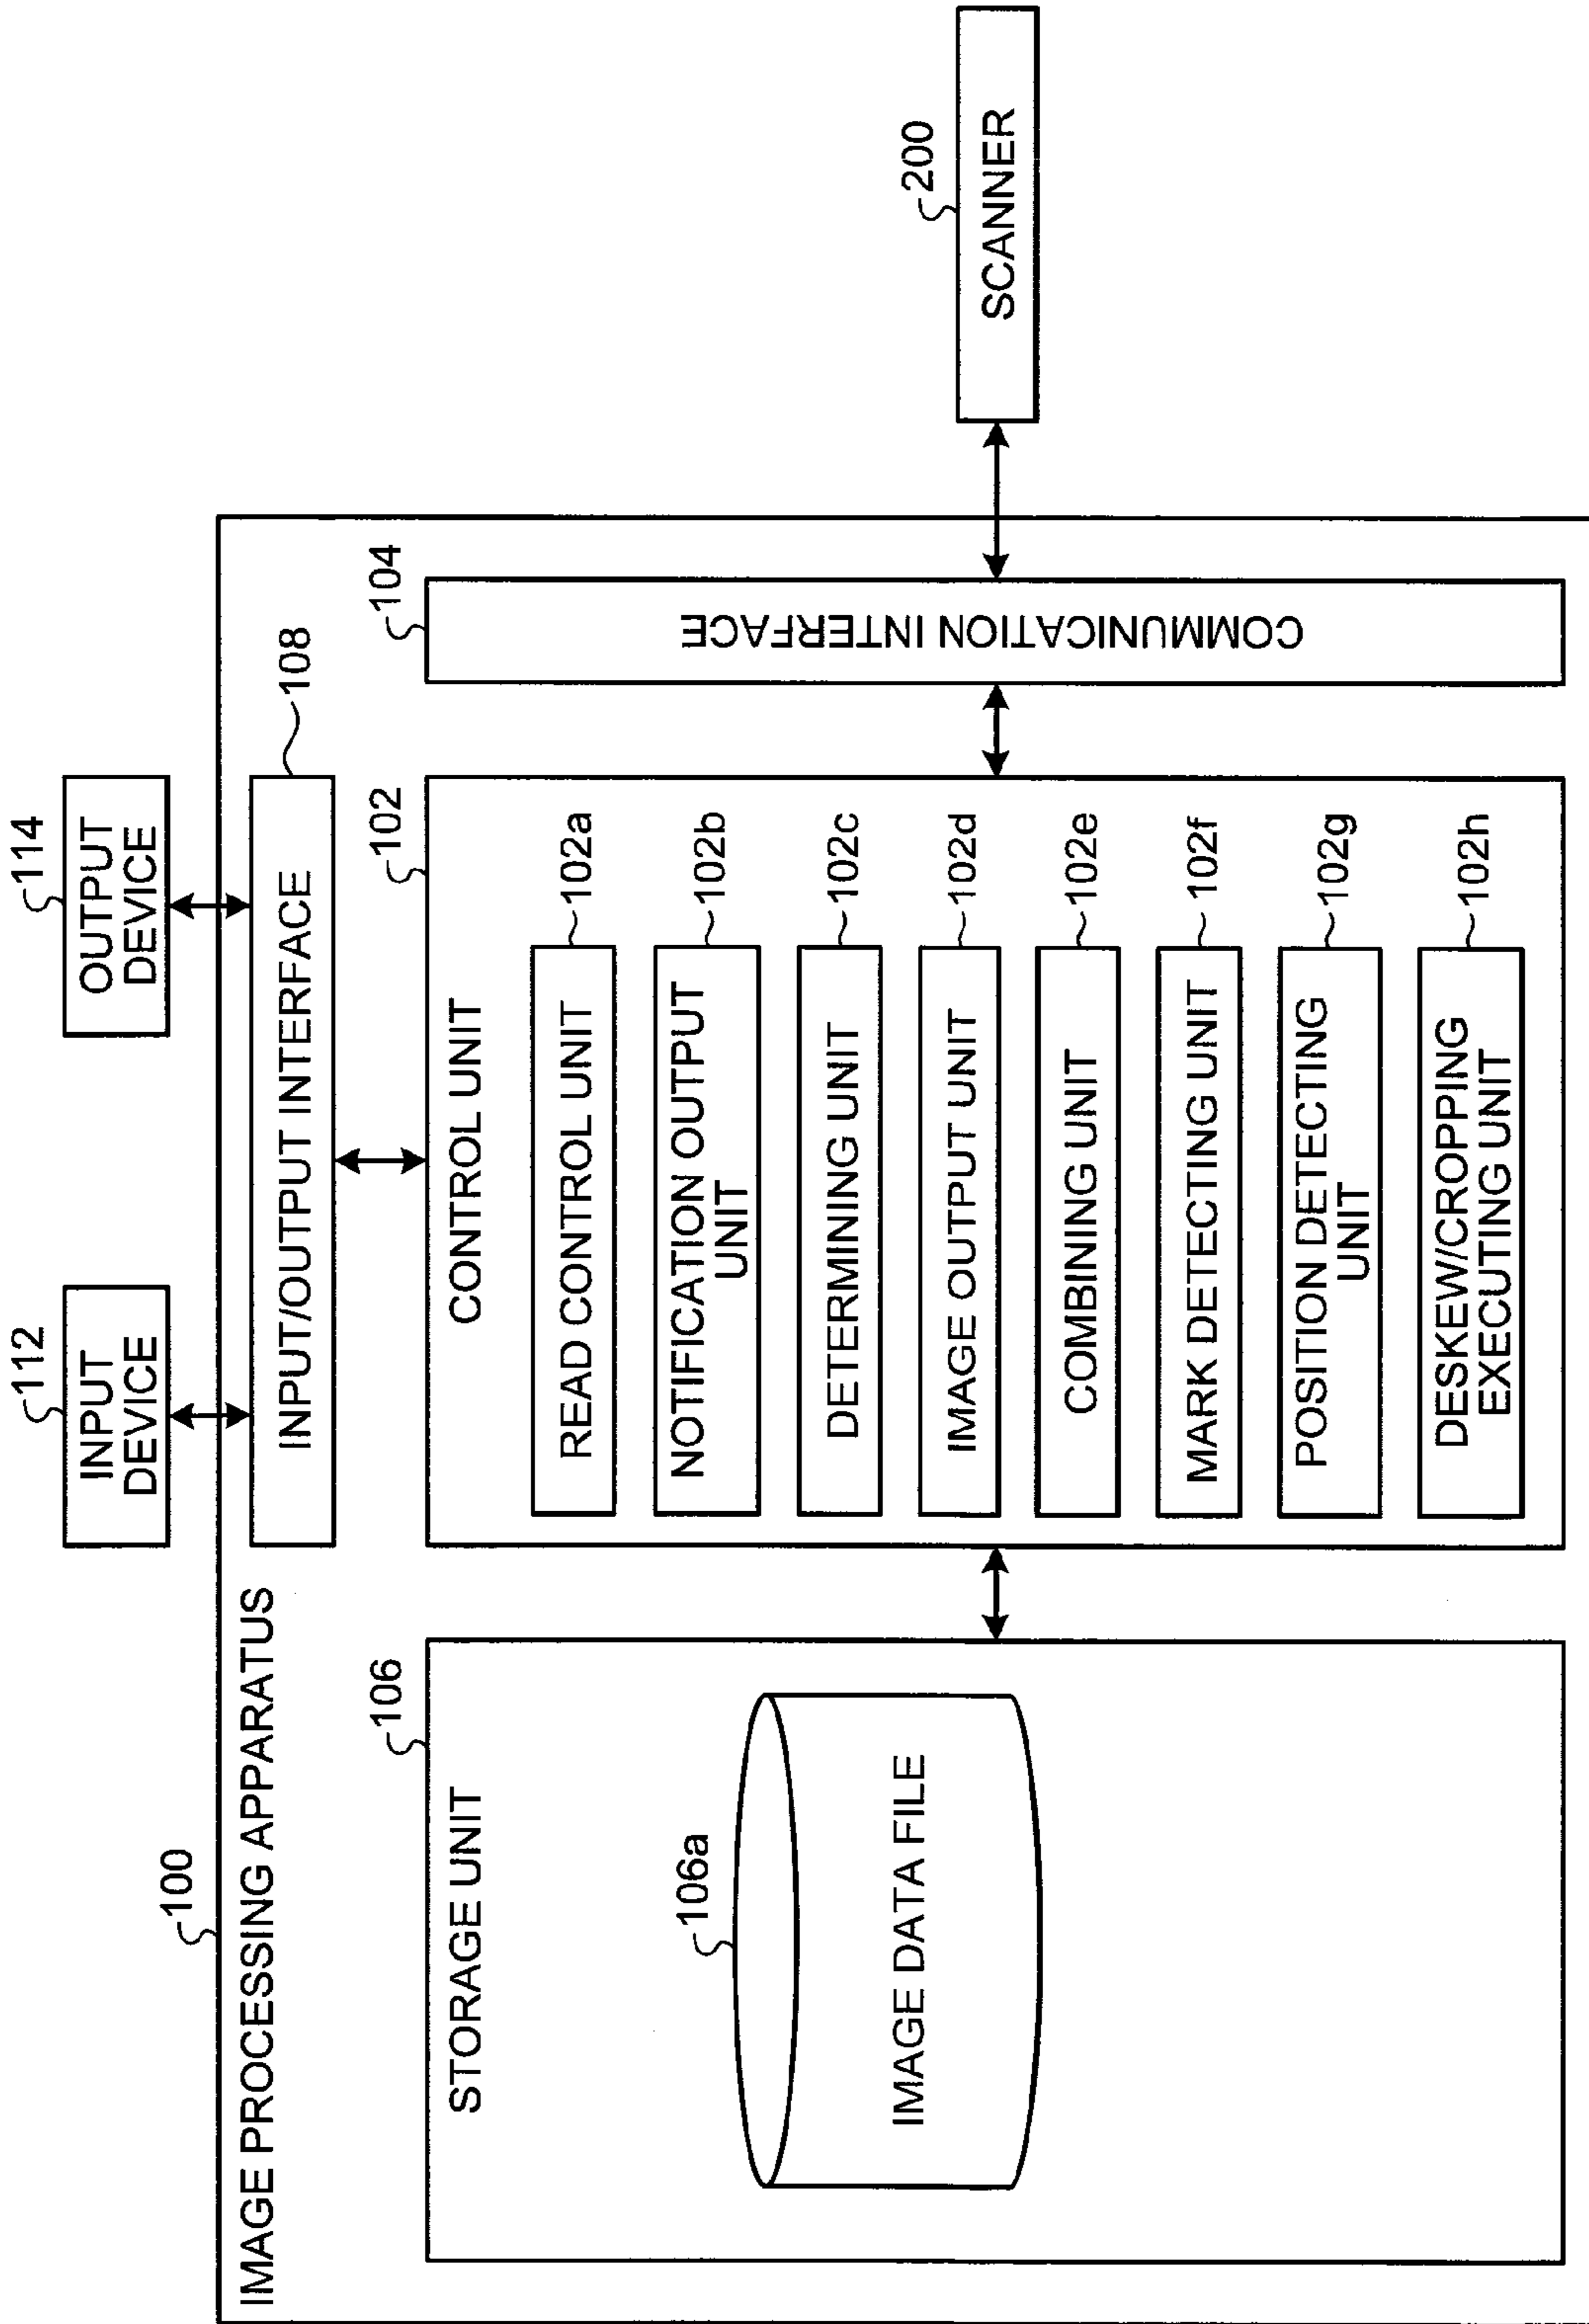 112
INPUT
DEVICE
114
OUTPUT
DEVICE
100
IMAGE PROCESSING APPARATUS
INPUT/OUTPUT INTERFACE
108
106
STORAGE UNIT
106a
IMAGE DATA FILE
102
CONTROL UNIT
READ CONTROL UNIT
102a
NOTIFICATION OUTPUT
UNIT
102b
DETERMINING UNIT
102c
IMAGE OUTPUT UNIT
102d
COMBINING UNIT
102e
MARK DETECTING UNIT
102f
POSITION DETECTING
UNIT
102g
DESKEW/CROPPING
EXECUTING UNIT
102h
104
COMMUNICATION INTERFACE
200
SCANNER